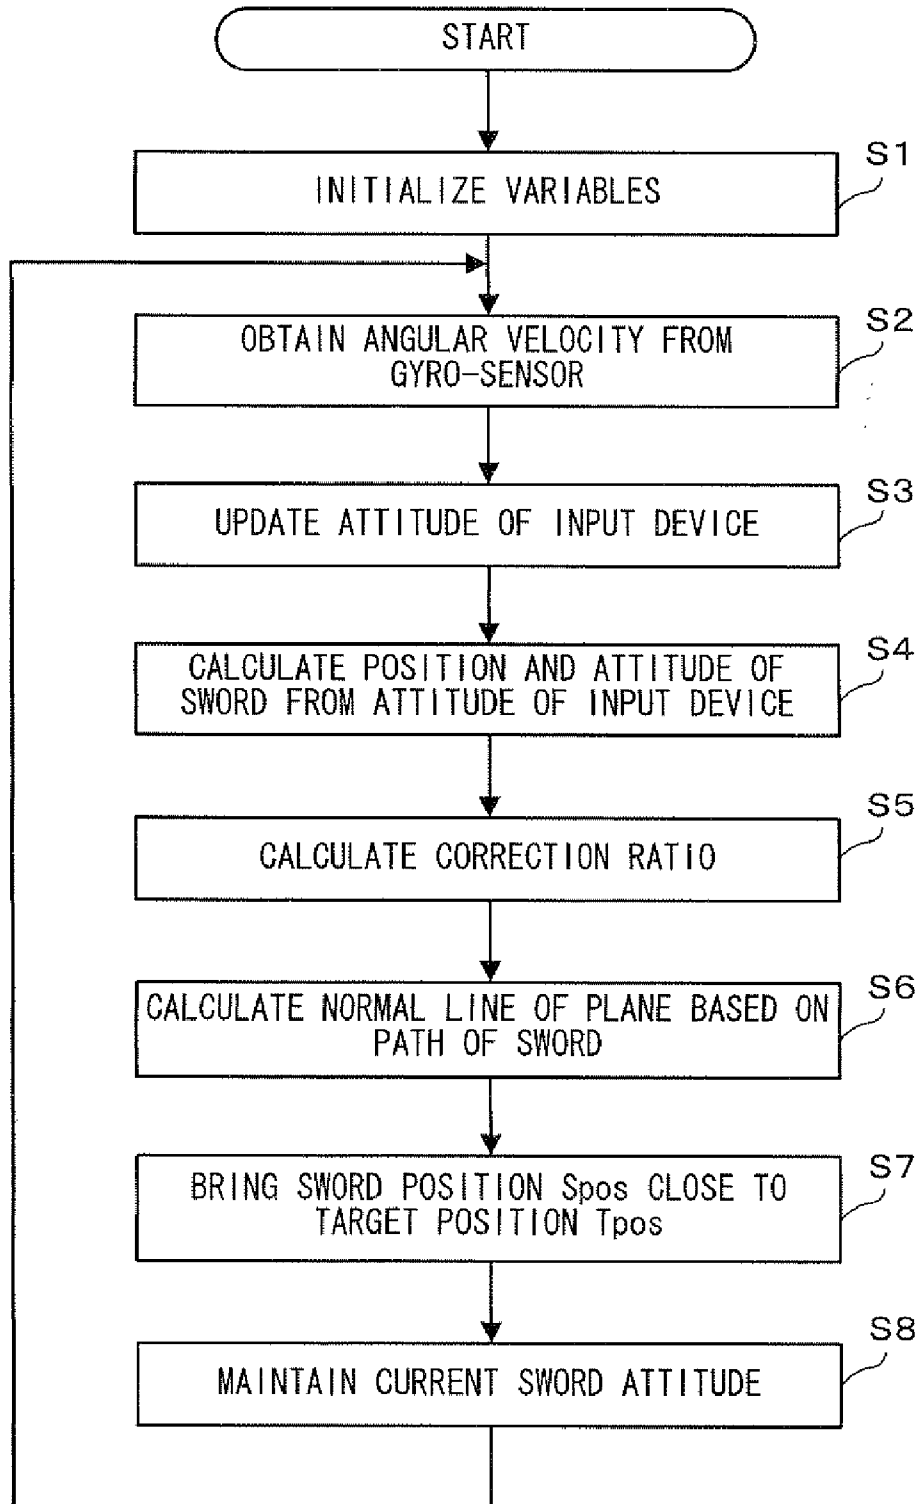 START
S1
INITIALIZE VARIABLES
S2
OBTAIN ANGULAR VELOCITY FROM
GYRO-SENSOR
S3
UPDATE ATTITUDE OF INPUT DEVICE
S4
CALCULATE POSITION AND ATTITUDE OF
SWORD FROM ATTITUDE OF INPUT DEVICE
S5
CALCULATE CORRECTION RATIO
S6
CALCULATE NORMAL LINE OF PLANE BASED ON
PATH OF SWORD
S7
BRING SWORD POSITION Spos CLOSE TO
TARGET POSITION Tpos
S8
MAINTAIN CURRENT SWORD ATTITUDE